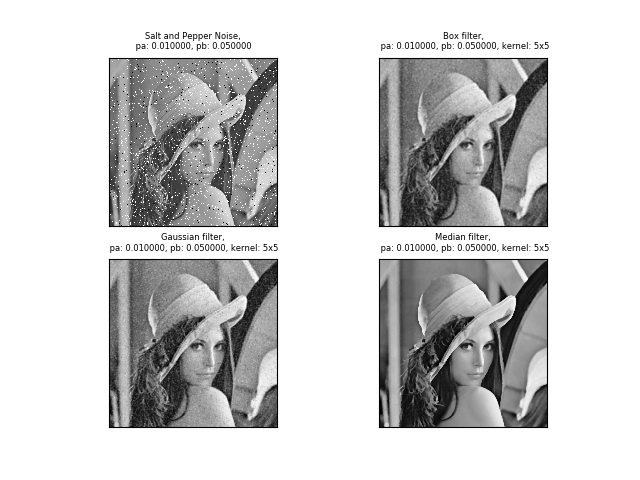 Salt and Pepper Noise,
pa: 0.010000, pb: 0.050000
Box filter,
pa: 0.010000, pb: 0.050000, kernel: 5x5
Gaussian filter,
pa: 0.010000, pb: 0.050000, kernel: 5x5
Median filter,
pa: 0.010000, pb: 0.050000, kernel: 5x5